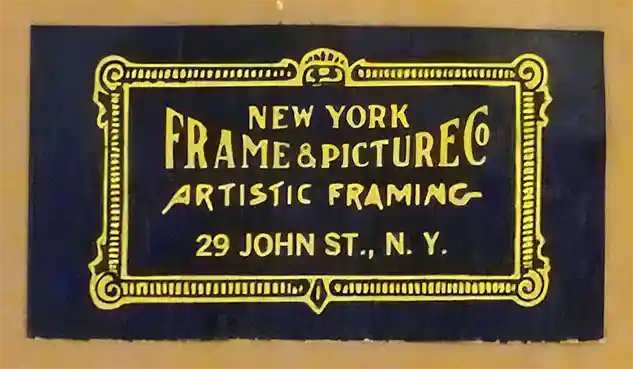 NEW YORK
FRAME & PICTURE Co
ARTISTIC FRAMING
29 JOHN ST., N. Y.